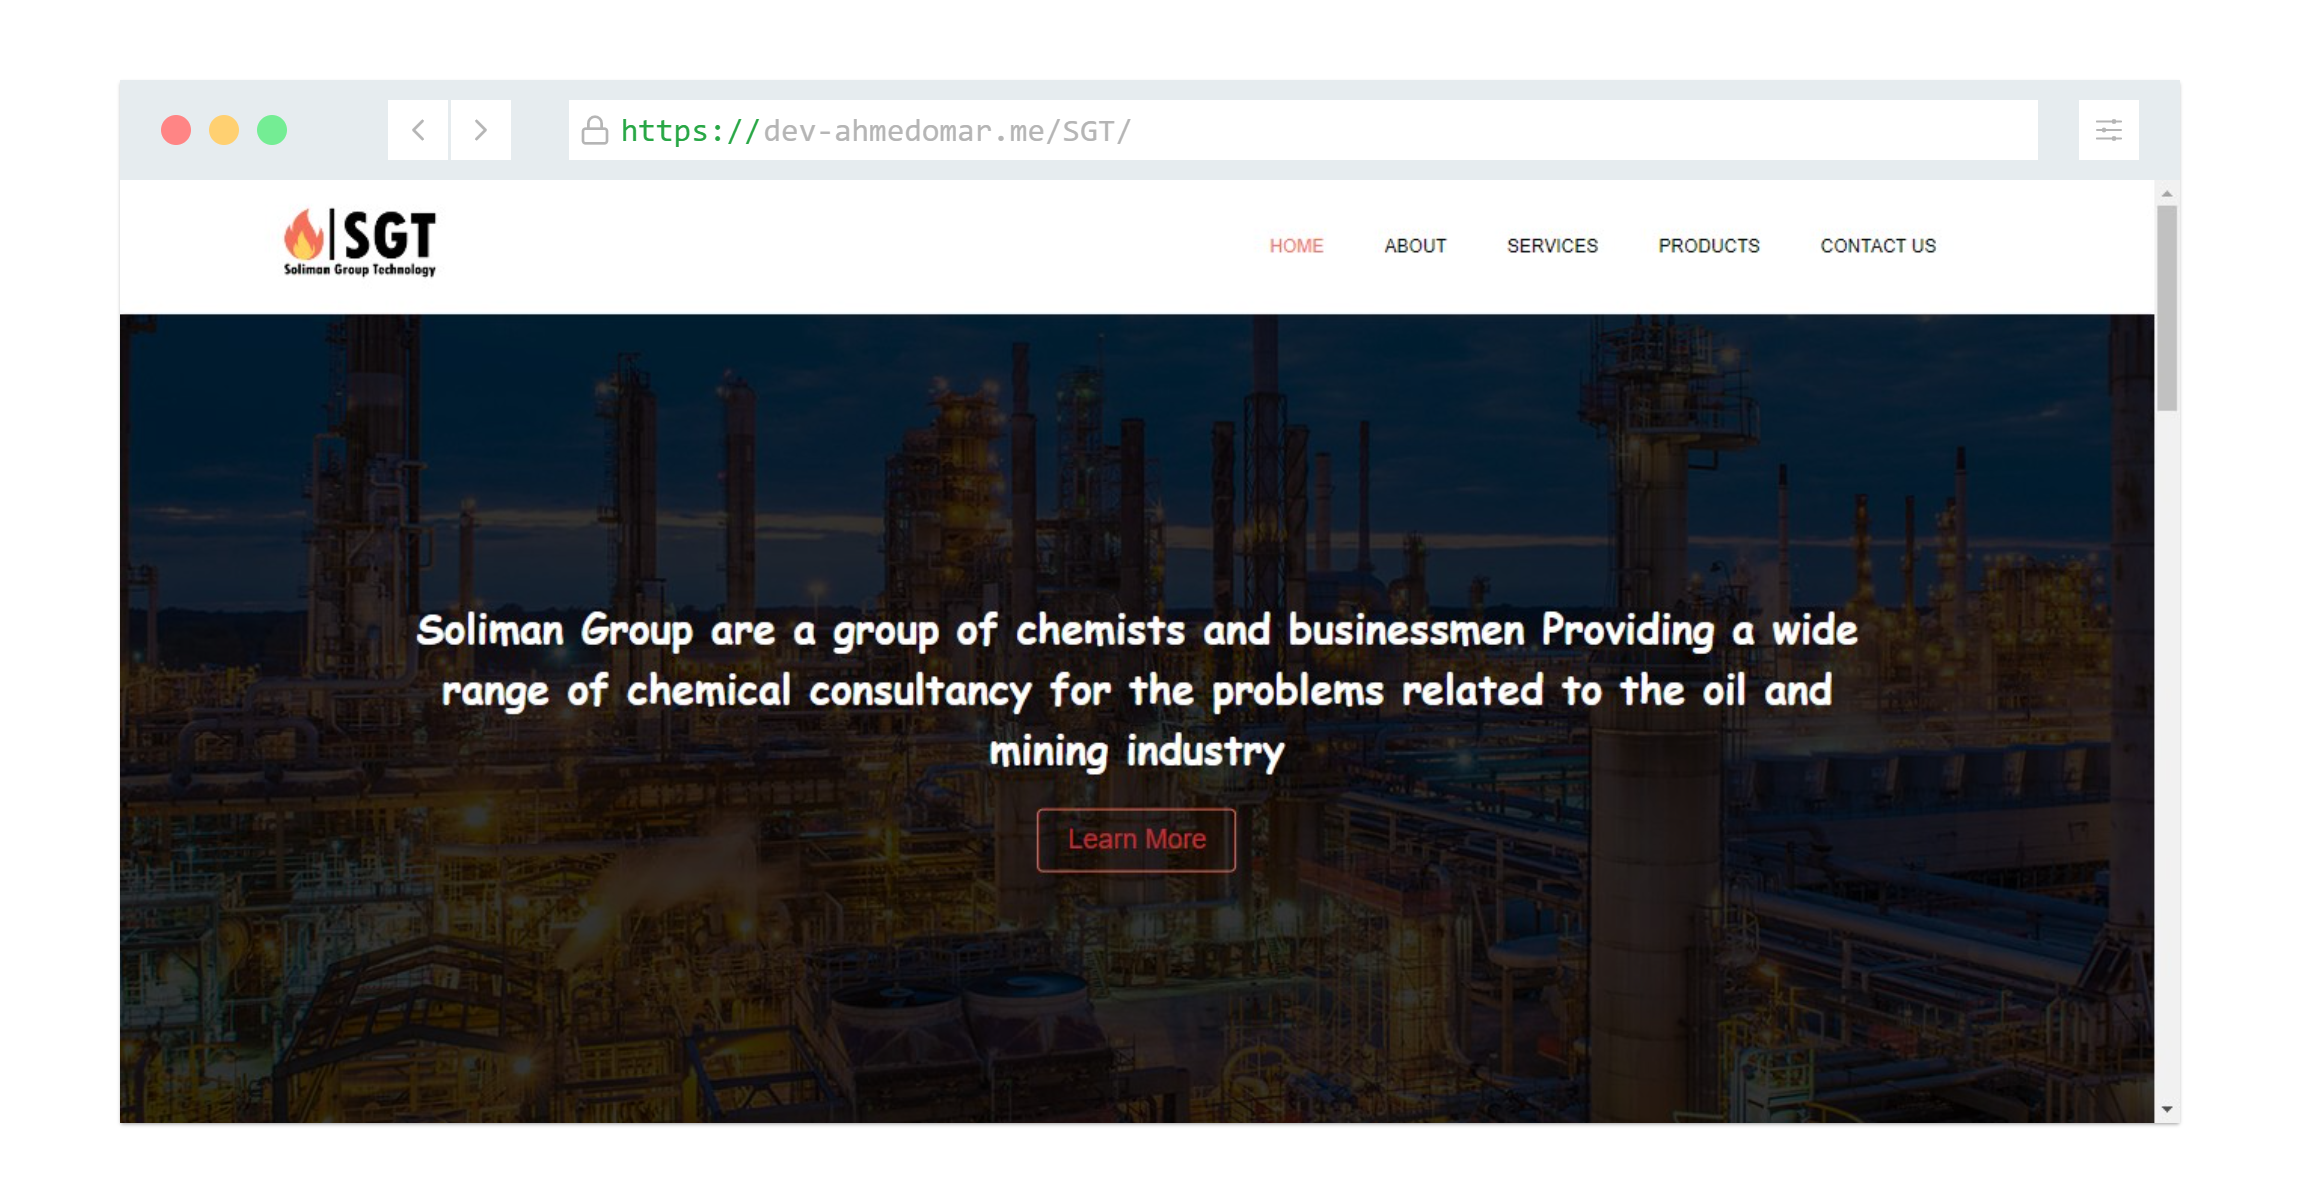 https://dev-ahmedomar.me/SGT/
SGT
Soliman Group Technology
HOME ABOUT SERVICES PRODUCTS CONTACT US
Soliman Group are a group of chemists and businessmen Providing a wide
range of chemical consultancy for the problems related to the oil and
mining industry
Learn More